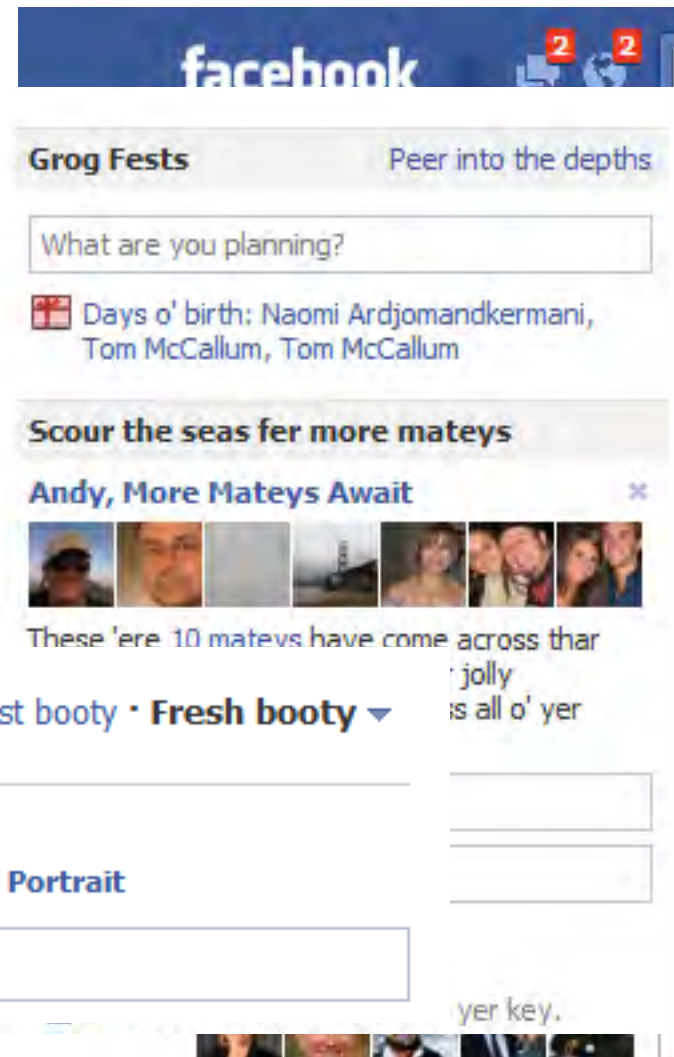 facebook 2 2
Grog Fests Peer into the depths
What are you planning?
Days o' birth: Naomi Ardjomandkermani,
Tom McCallum, Tom McCallum
Scour the seas fer more mateys
Andy, More Mateys Await
These 'ere 10 mateys have come across thar
jolly
st booty · Fresh booty
all o' yer
Portrait
yer key.